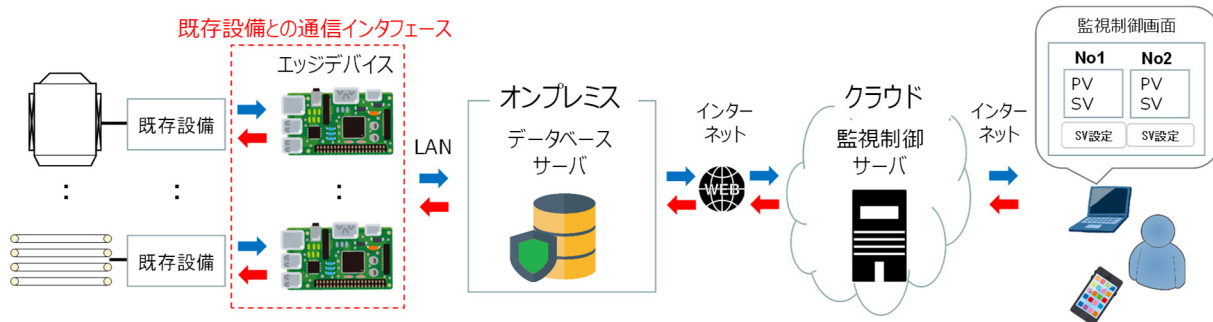 既存設備との通信インタフェース
エッジデバイス
既存設備
:
:
:
既存設備
LAN
オンプレミス
データベース
サーバ
インター
ネット
WEB
クラウド
監視制御
サーバ
インター
ネット
監視制御画面
No1
No2
PV
SV
PV
SV
SV設定
SV設定